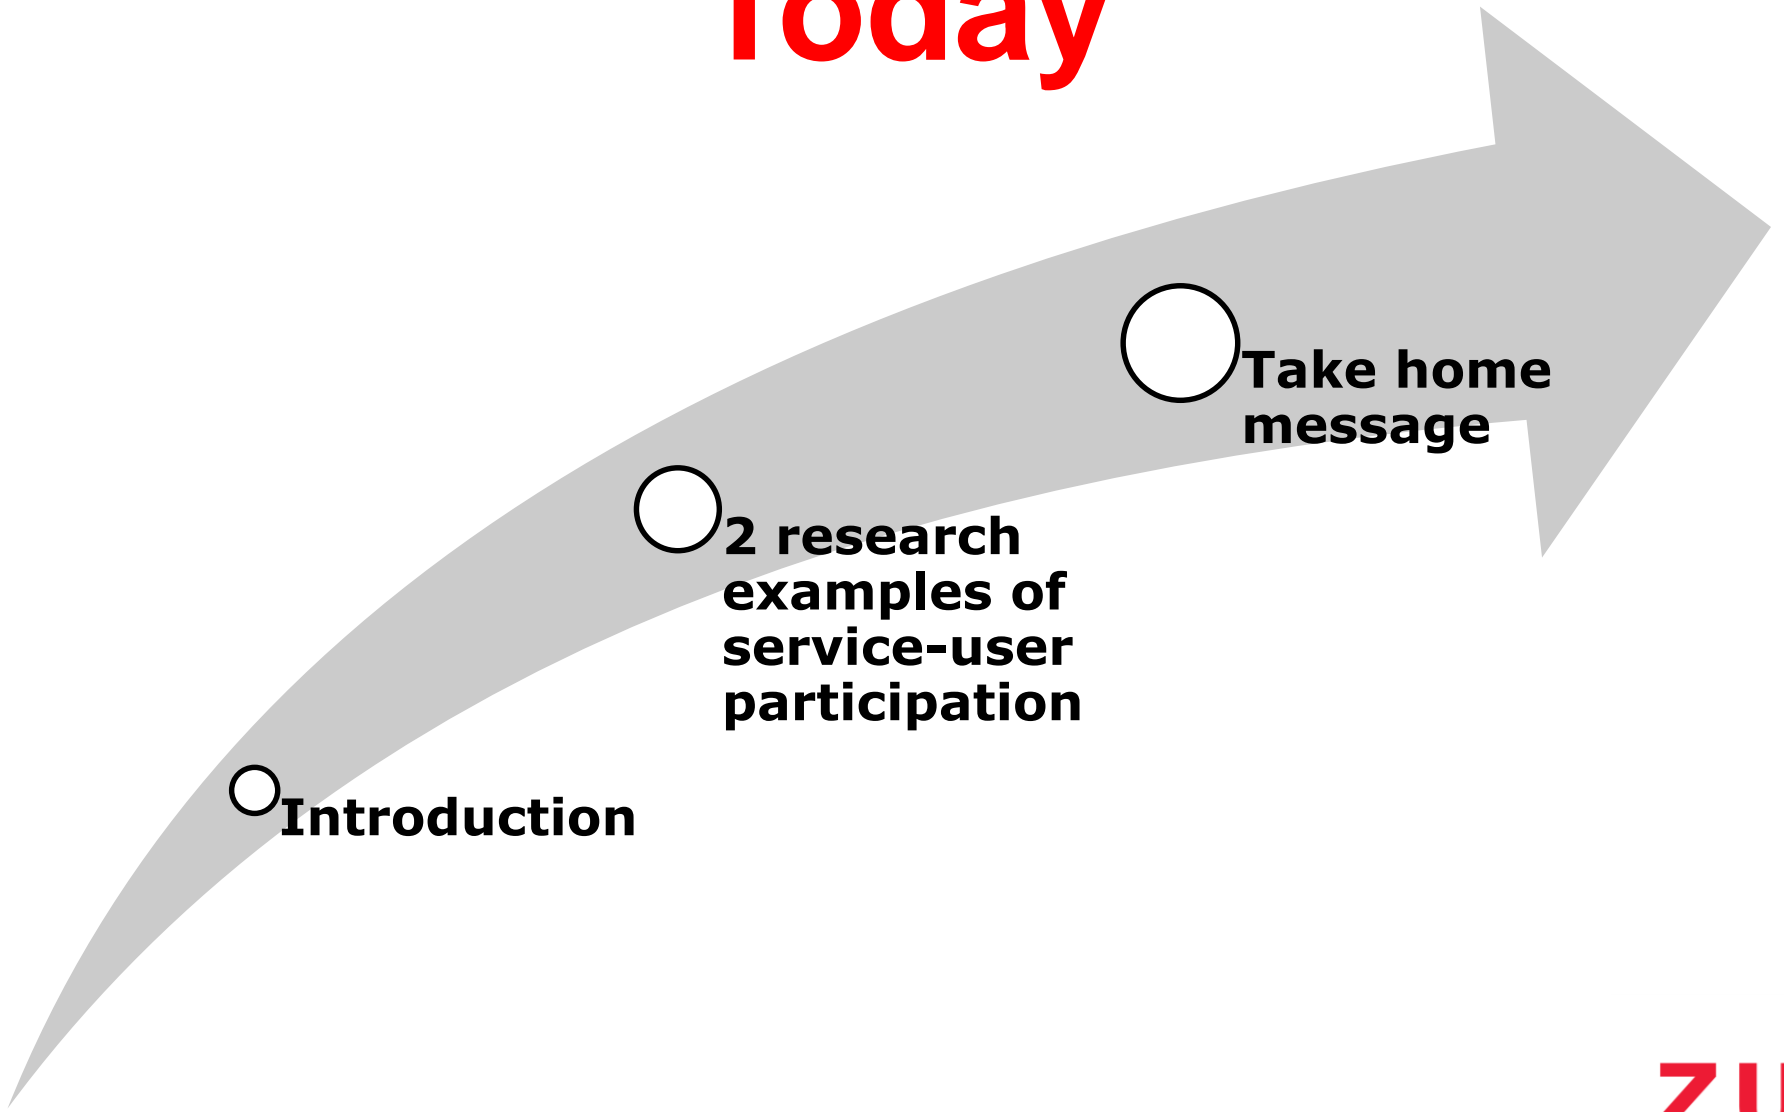 Today
Take home
message
2 research
examples of
service-user
participation
Introduction